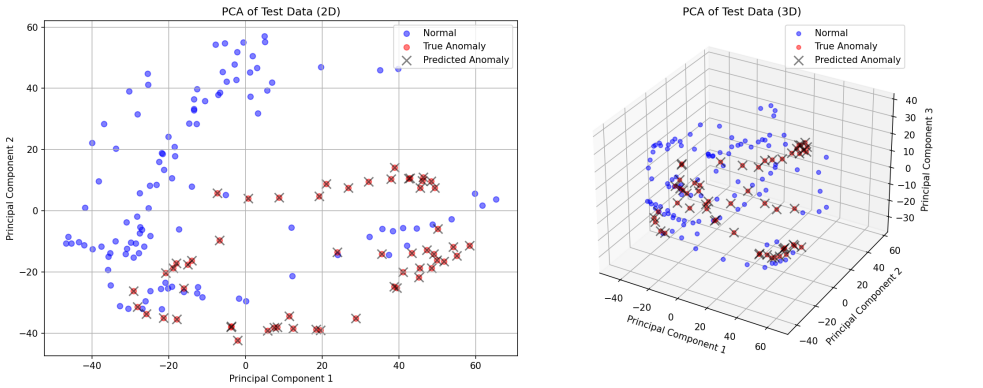 PCA of Test Data (2D)
Normal
True Anomaly
Predicted Anomaly
60
40
20
0
−20
−40
Principal Component 2
−40
−20
0
20
40
60
Principal Component 1
PCA of Test Data (3D)
Normal
True Anomaly
Predicted Anomaly
40
30
20
10
0
−10
−20
−30
Principal Component 3
60
40
20
0
−20
−40
Principal Component 2
−40
−20
0
20
40
60
Principal Component 1